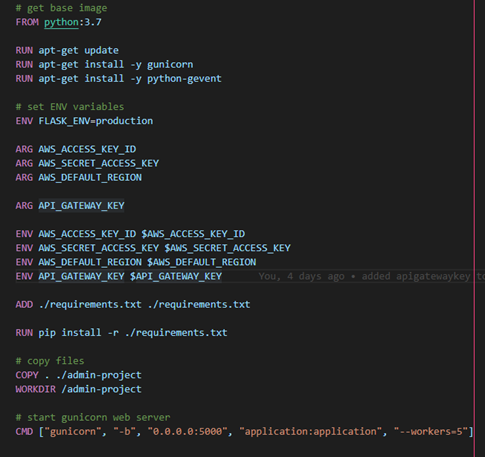 # get base image
FROM python:3.7
RUN apt-get update
RUN apt-get install -y gunicorn
RUN apt-get install -y python-gevent
# set ENV variables
ENV FLASK_ENV=production
ARG AWS_ACCESS_KEY_ID
ARG AWS_SECRET_ACCESS_KEY
ARG AWS_DEFAULT_REGION
ARG API_GATEWAY_KEY
ENV AWS_ACCESS_KEY_ID $AWS_ACCESS_KEY_ID
ENV AWS_SECRET_ACCESS_KEY $AWS_SECRET_ACCESS_KEY
ENV AWS_DEFAULT_REGION $AWS_DEFAULT_REGION
ENV API_GATEWAY_KEY $API_GATEWAY_KEY You, 4 days ago • added apigatewaykey to
ADD ./requirements.txt ./requirements.txt
RUN pip install -r ./requirements.txt
# copy files
COPY . ./admin-project
WORKDIR /admin-project
# start gunicorn web server
CMD ["gunicorn", "-b", "0.0.0.0:5000", "application:application", "--workers=5"]